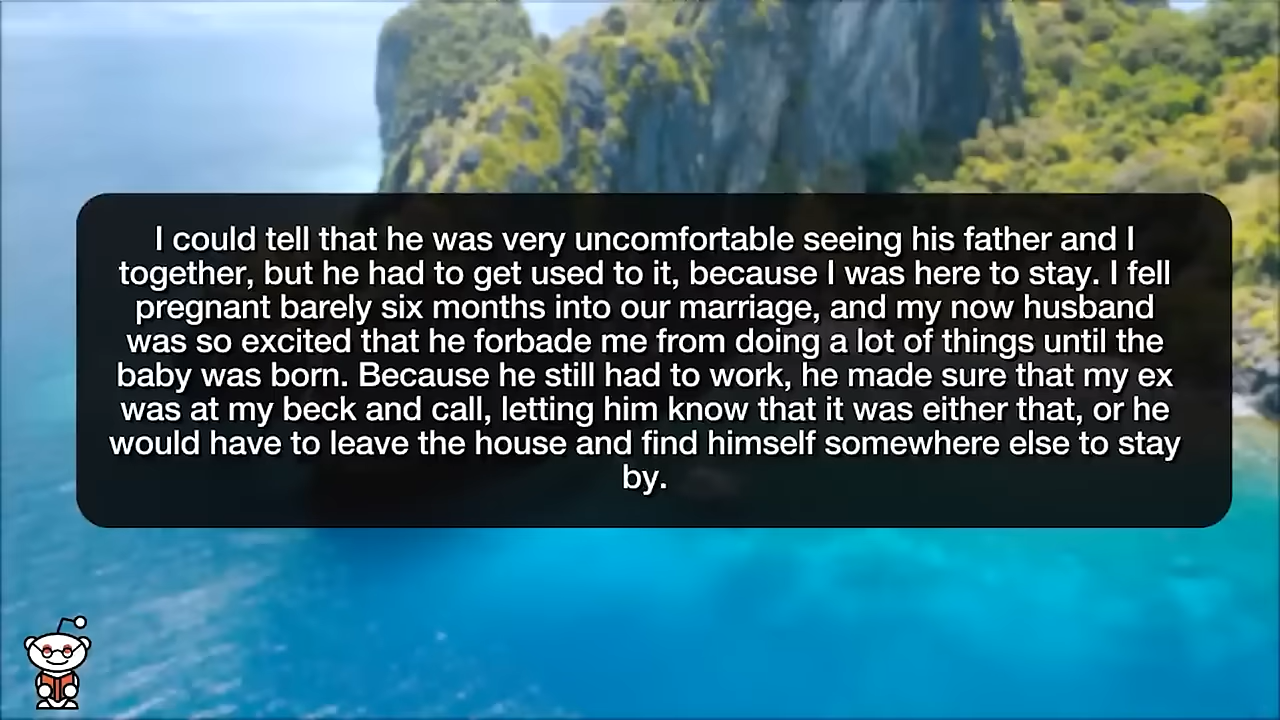 I could tell that he was very uncomfortable seeing his father and I
together, but he had to get used to it, because I was here to stay. I fell
pregnant barely six months into our marriage, and my now husband
was so excited that he forbade me from doing a lot of things until the
baby was born. Because he still had to work, he made sure that my ex
was at my beck and call, letting him know that it was either that, or he
would have to leave the house and find himself somewhere else to stay
by.